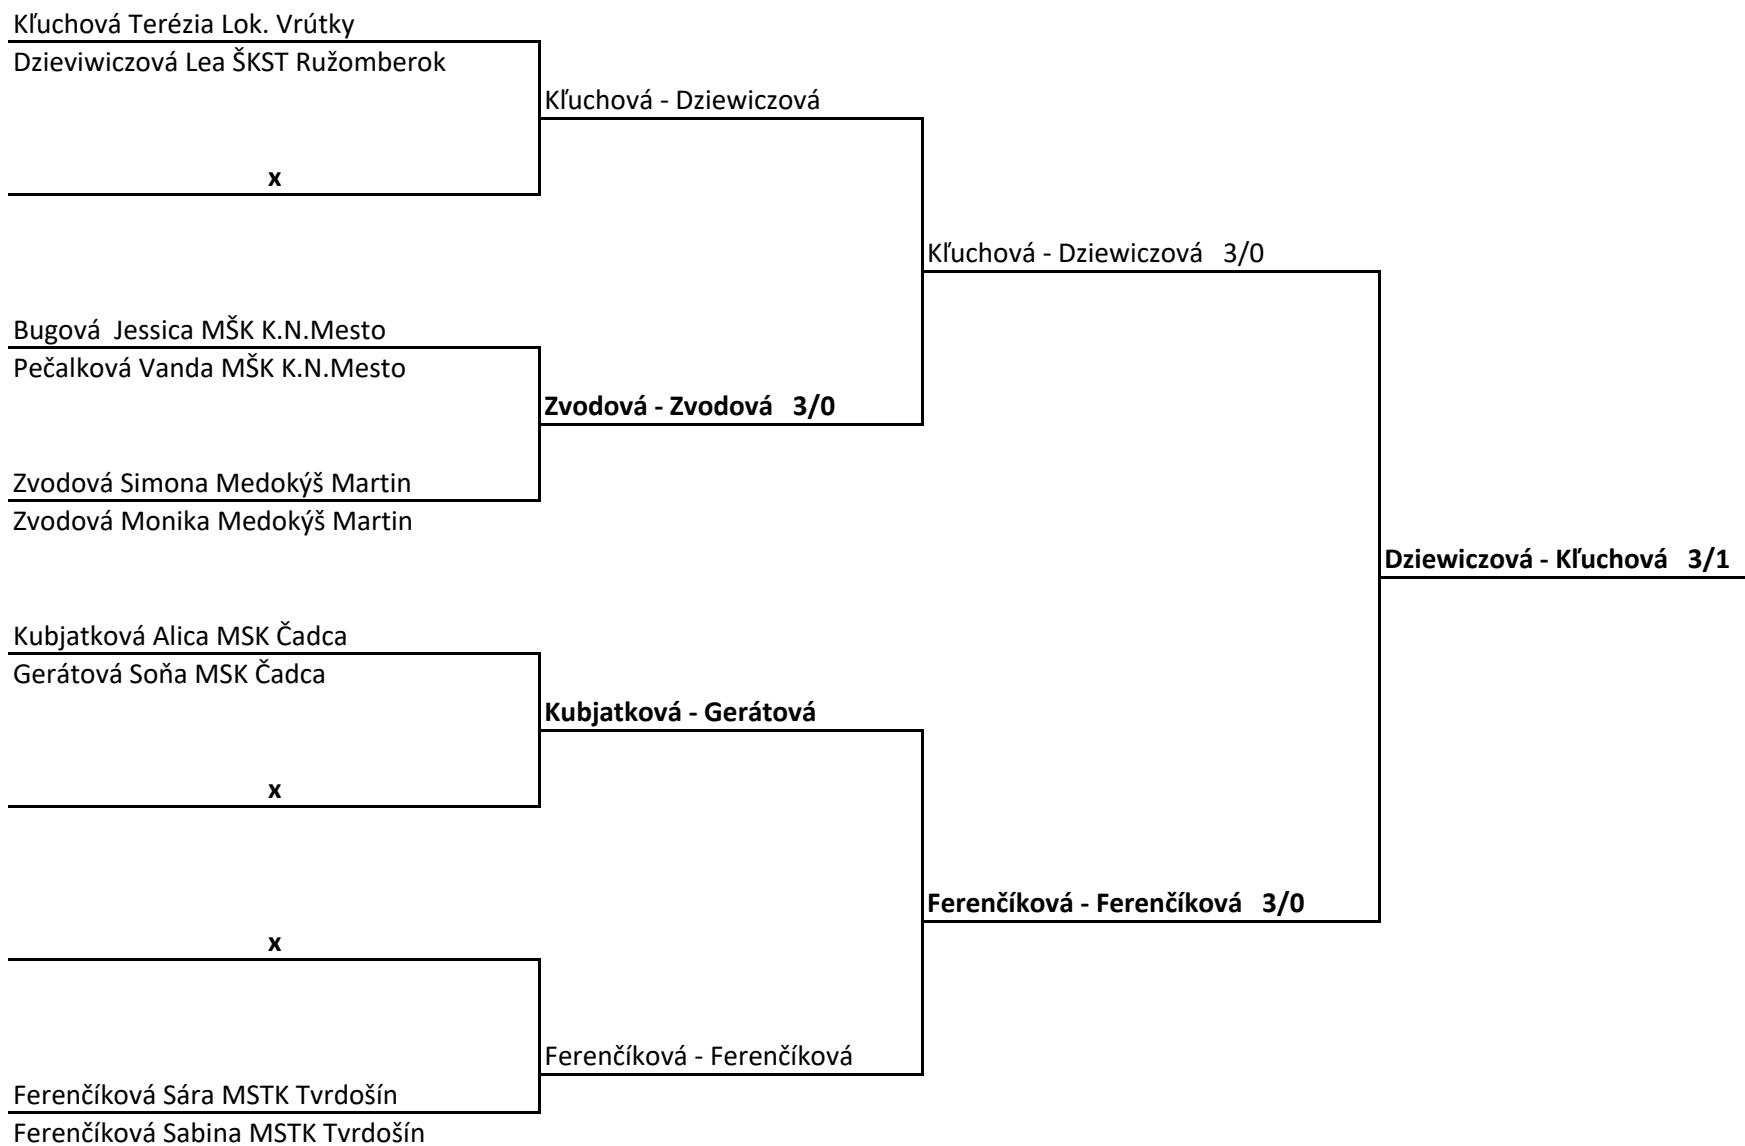 Kľuchová Terézia Lok. Vrútky
Dzieviwiczová Lea ŠKST Ružomberok
Kľuchová - Dziewiczová
x
Kľuchová - Dziewiczová 3/0
Bugová Jessica MŠK K.N.Mesto
Pečalková Vanda MŠK K.N.Mesto
Zvodová - Zvodová 3/0
Zvodová Simona Medokýš Martin
Zvodová Monika Medokýš Martin
Dziewiczová - Kľuchová 3/1
Kubjatková Alica MSK Čadca
Gerátová Soňa MSK Čadca
Kubjatková - Gerátová
x
Ferenčíková - Ferenčíková 3/0
x
Ferenčíková - Ferenčíková
Ferenčíková Sára MSTK Tvrdošín
Ferenčíková Sabina MSTK Tvrdošín